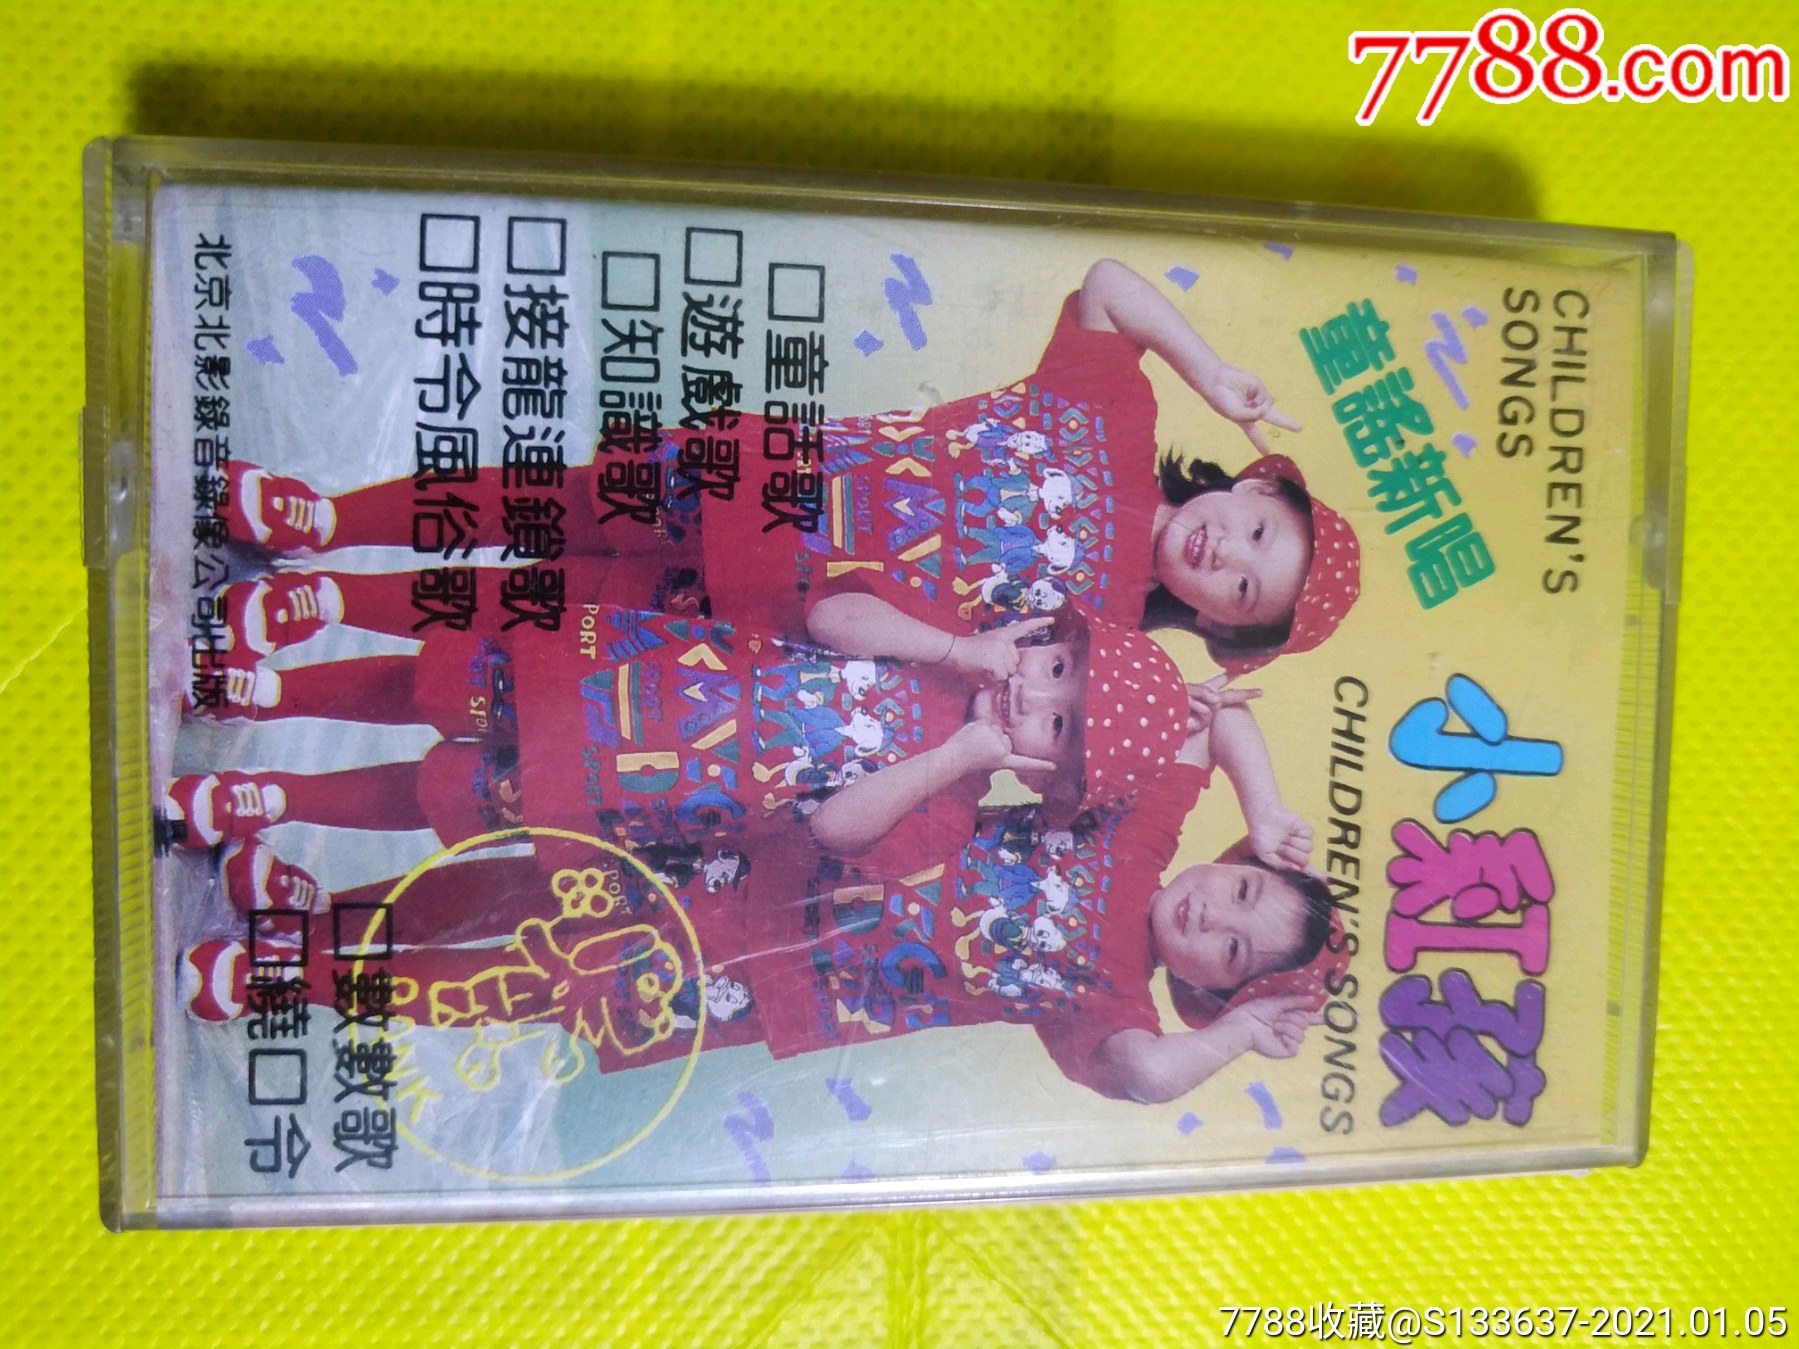 7788.com
CHILDREN'S
SONGS
童謠新唱
小紅孩
CHILDREN'S SONGS
□童話歌
□遊戲歌
□知識歌
□接龍連鎖歌
□時令風俗歌
□數數歌
□繞□令
北京北影錄音錄像公司出版
SPORT
7788收藏@S133637-2021.01.05